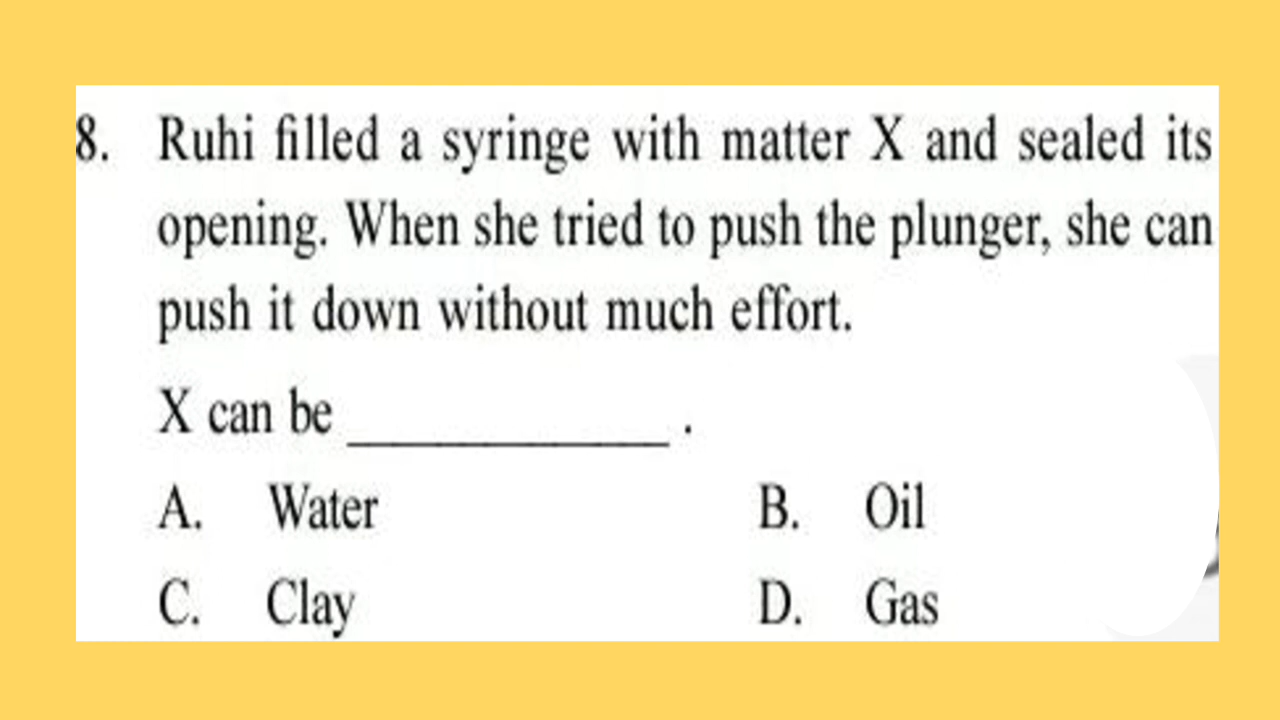 8. Ruhi filled a syringe with matter X and sealed its
opening. When she tried to push the plunger, she can
push it down without much effort.
X can be ____________ .
A. Water B. Oil
C. Clay D. Gas